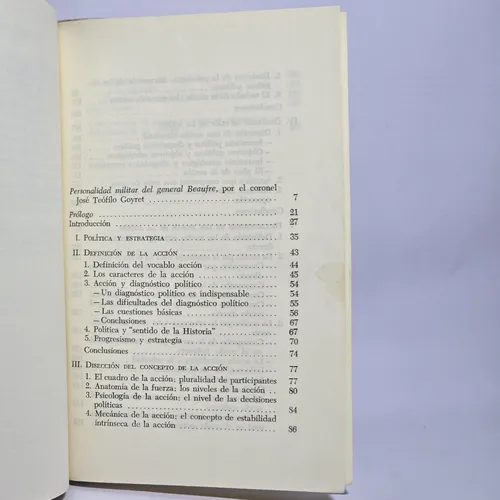 Personalidad militar del general Beaufre, por el coronel
José Teófilo Goyret ........ 7
Prólogo ........ 21
Introducción ........ 27
I. POLÍTICA Y ESTRATEGIA ........ 35
II. DEFINICIÓN DE LA ACCIÓN ........ 43
1. Definición del vocablo acción ........ 44
2. Los caracteres de la acción ........ 45
3. Acción y diagnóstico político ........ 54
—Un diagnóstico político es indispensable ........ 54
—Las dificultades del diagnóstico político ........ 55
—Las cuestiones básicas ........ 56
—Conclusiones ........ 67
4. Política y "sentido de la Historia" ........ 67
5. Progresismo y estrategia ........ 70
Conclusiones ........ 74
III. DISECCIÓN DEL CONCEPTO DE LA ACCIÓN ........ 77
1. El cuadro de la acción; pluralidad de participantes 77
2. Anatomía de la fuerza: los niveles de la acción .. 80
3. Psicología de la acción; el nivel de las decisiones
políticas ........ 84
4. Mecánica de la acción; el concepto de estabilidad
intrínseca de la acción ........ 86